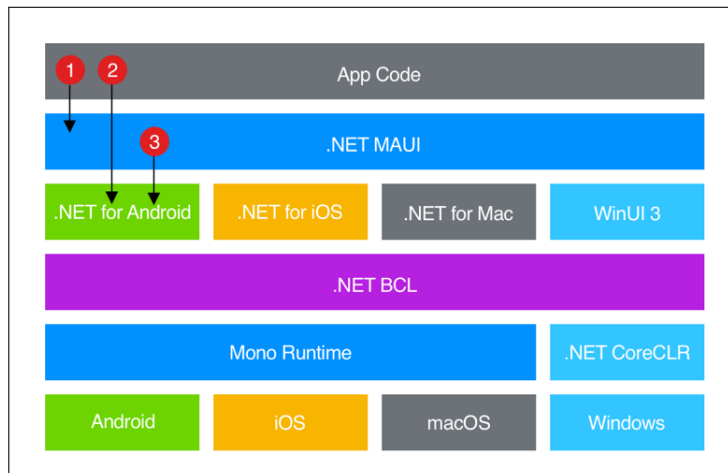 App Code
1
2
.NET MAUI
3
.NET for Android
.NET for iOS
.NET for Mac
WinUI 3
.NET BCL
Mono Runtime
.NET CoreCLR
Android
iOS
macOS
Windows